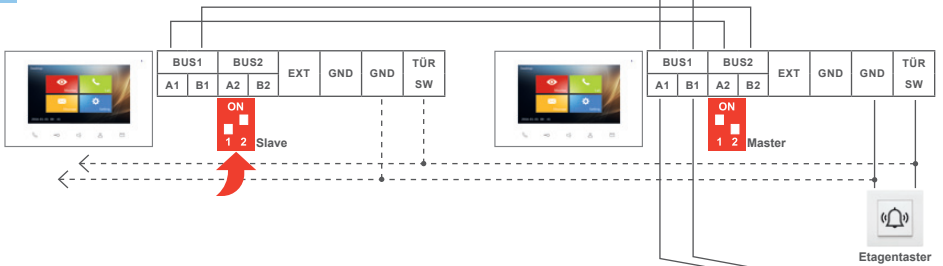 BUS1 BUS2 EXT GND GND TÜR SW
A1 B1 A2 B2
ON
1 2 Slave
BUS1 BUS2 EXT GND GND TÜR SW
A1 B1 A2 B2
ON
1 2 Master
Etagentaster